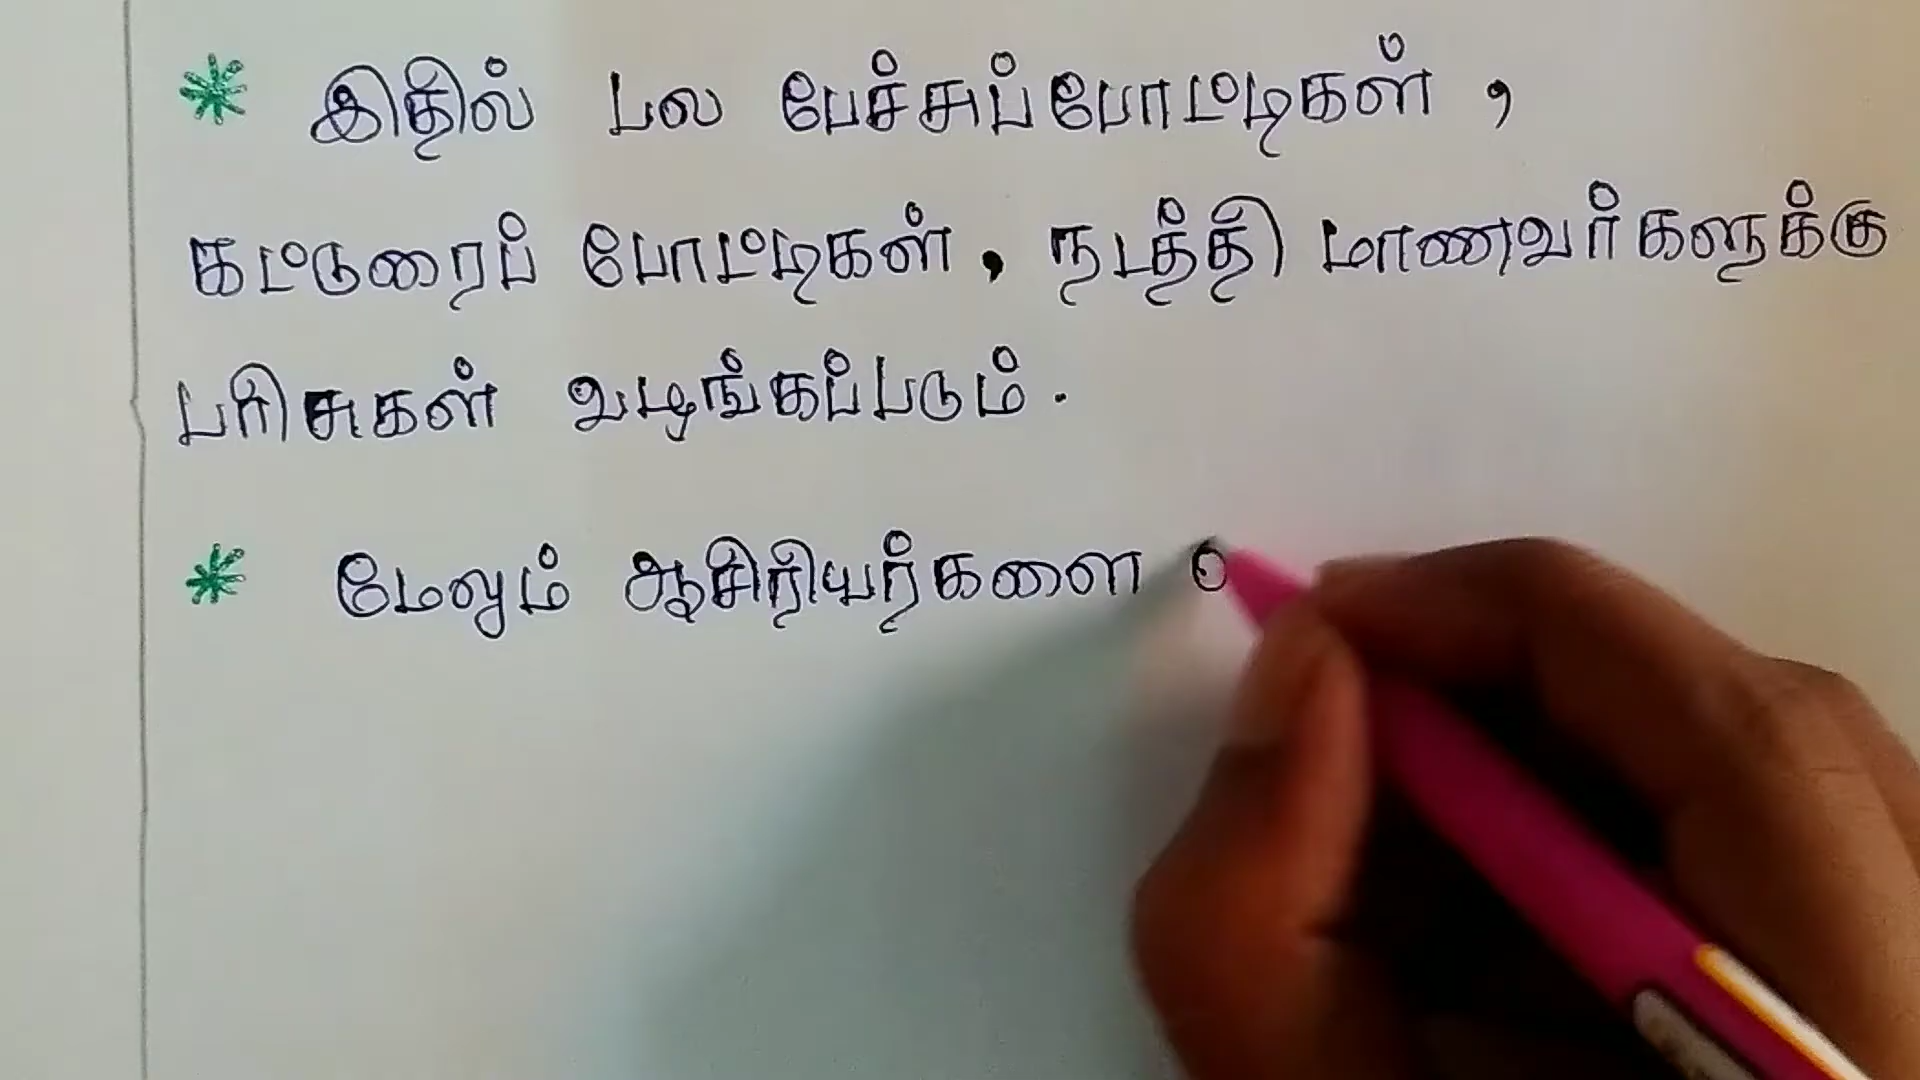 * இதில் பல பேச்சுப்போட்டிகள் ,
கட்டுரைப் போட்டிகள் , நடத்தி மாணவர்களுக்கு
பரிசுகள் வழங்கப்படும் .
* மேலும் ஆசிரியர்களை